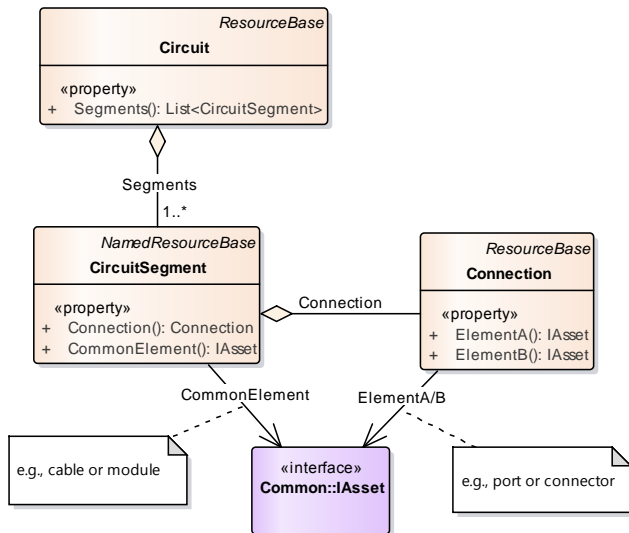 ResourceBase
Circuit
«property»
+ Segments(): List<CircuitSegment>
Segments
1..*
NamedResourceBase
CircuitSegment
«property»
+ Connection(): Connection
+ CommonElement(): IAsset
Connection
ResourceBase
Connection
«property»
+ ElementA(): IAsset
+ ElementB(): IAsset
CommonElement
ElementA/B
e.g., cable or module
«interface»
Common::IAsset
e.g., port or connector